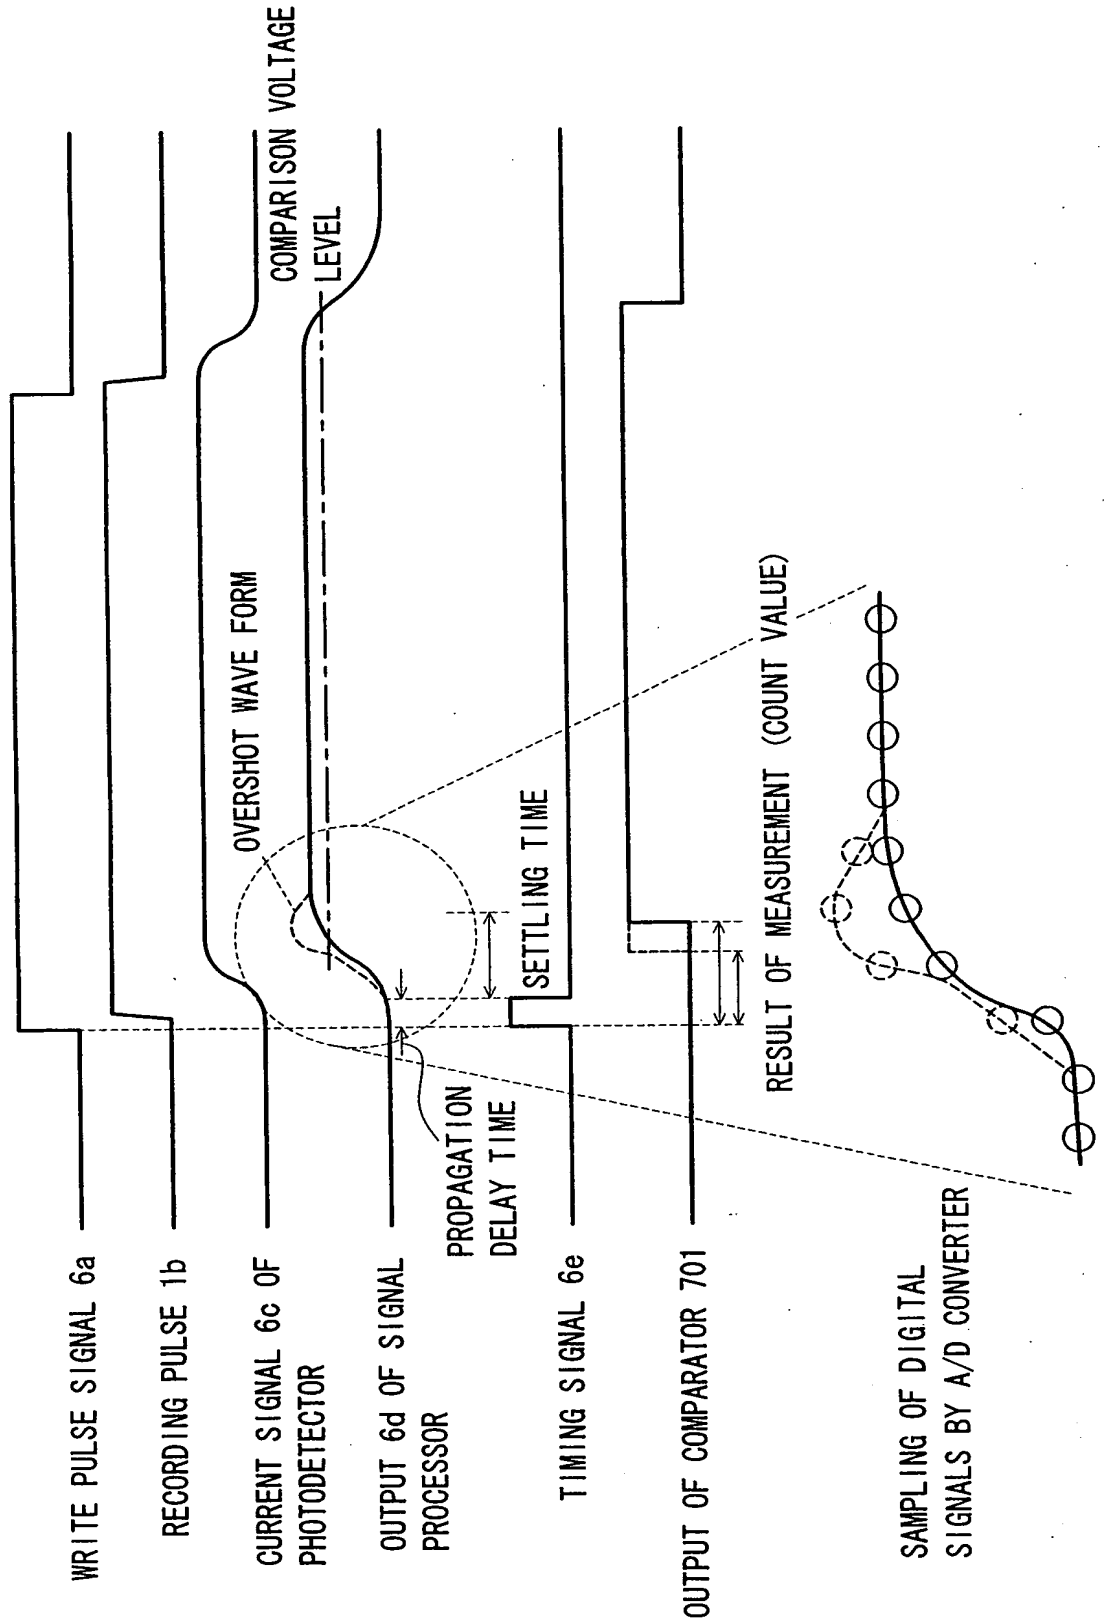 WRITE PULSE SIGNAL 6a
RECORDING PULSE 1b
CURRENT SIGNAL 6c OF
PHOTODETECTOR
OVERSHOT WAVE FORM
COMPARISON VOLTAGE
LEVEL
OUTPUT 6d OF SIGNAL
PROCESSOR
PROPAGATION
DELAY TIME
SETTLING TIME
TIMING SIGNAL 6e
OUTPUT OF COMPARATOR 701
RESULT OF MEASUREMENT (COUNT VALUE)
SAMPLING OF DIGITAL
SIGNALS BY A/D CONVERTER